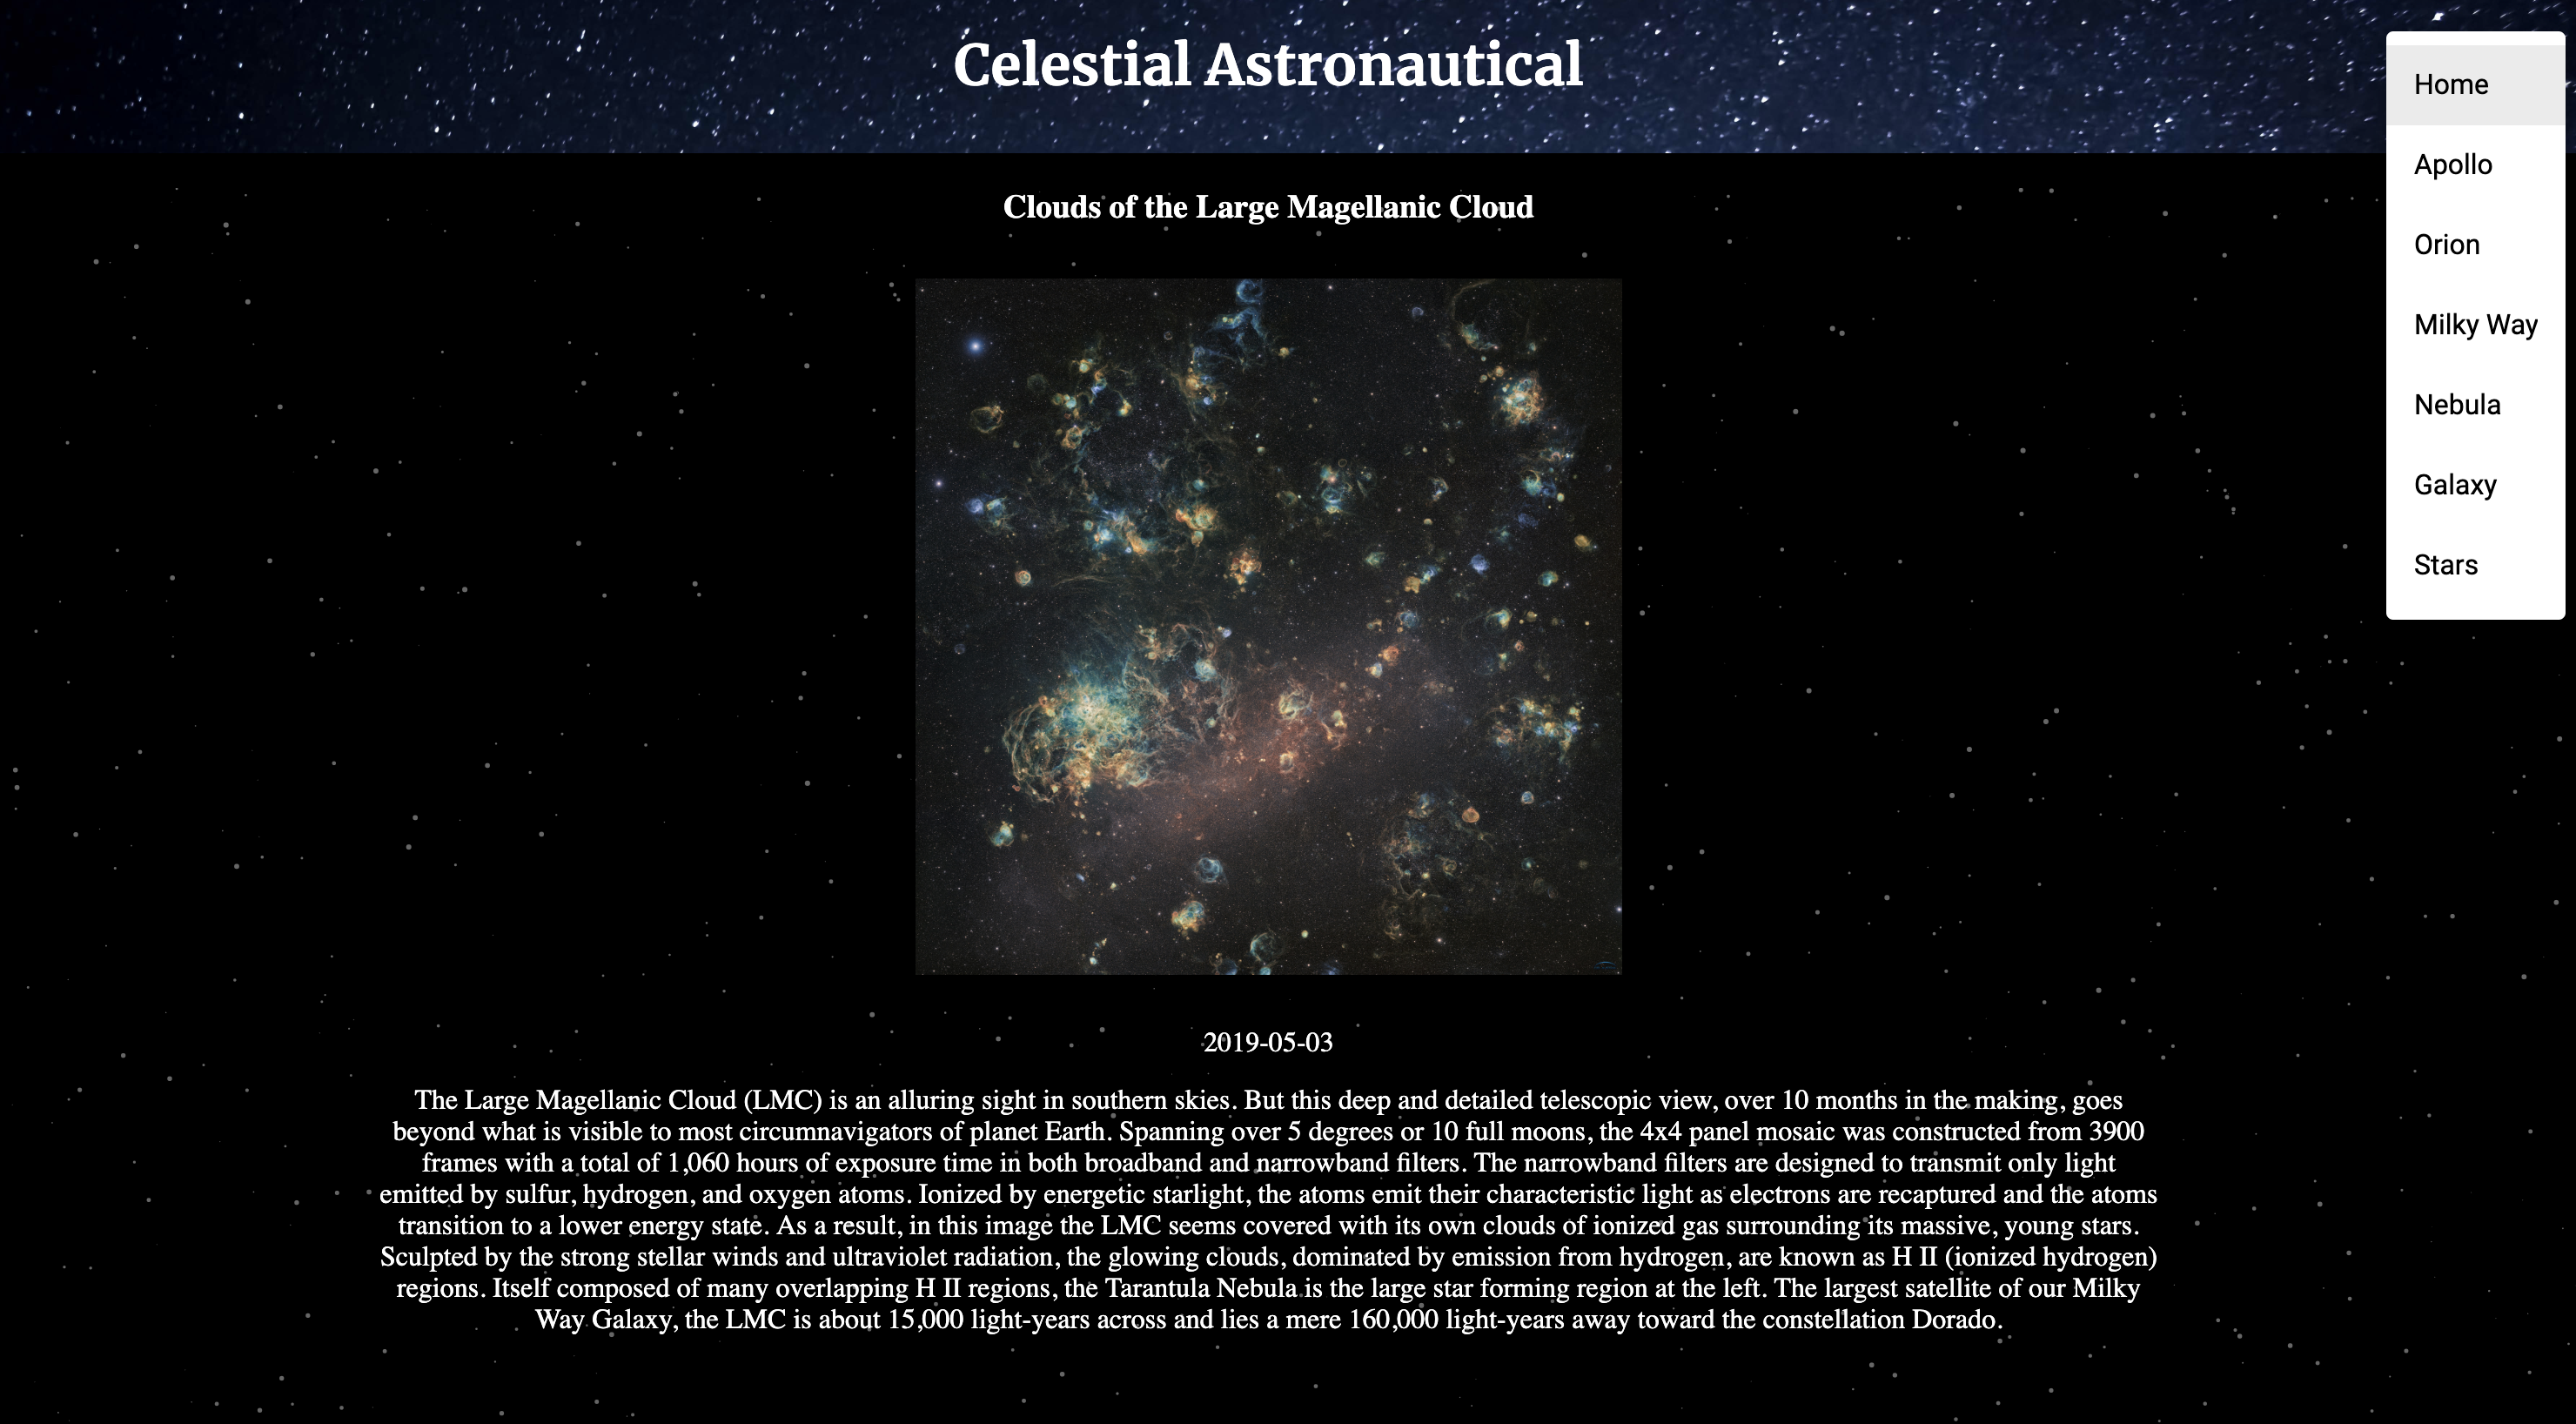 Celestial Astronautical
Home
Apollo
Orion
Milky Way
Nebula
Galaxy
Stars
Clouds of the Large Magellanic Cloud
2019-05-03
The Large Magellanic Cloud (LMC) is an alluring sight in southern skies. But this deep and detailed telescopic view, over 10 months in the making, goes
beyond what is visible to most circumnavigators of planet Earth. Spanning over 5 degrees or 10 full moons, the 4x4 panel mosaic was constructed from 3900
frames with a total of 1,060 hours of exposure time in both broadband and narrowband filters. The narrowband filters are designed to transmit only light
emitted by sulfur, hydrogen, and oxygen atoms. Ionized by energetic starlight, the atoms emit their characteristic light as electrons are recaptured and the atoms
transition to a lower energy state. As a result, in this image the LMC seems covered with its own clouds of ionized gas surrounding its massive, young stars.
Sculpted by the strong stellar winds and ultraviolet radiation, the glowing clouds, dominated by emission from hydrogen, are known as H II (ionized hydrogen)
regions. Itself composed of many overlapping H II regions, the Tarantula Nebula is the large star forming region at the left. The largest satellite of our Milky
Way Galaxy, the LMC is about 15,000 light-years across and lies a mere 160,000 light-years away toward the constellation Dorado.